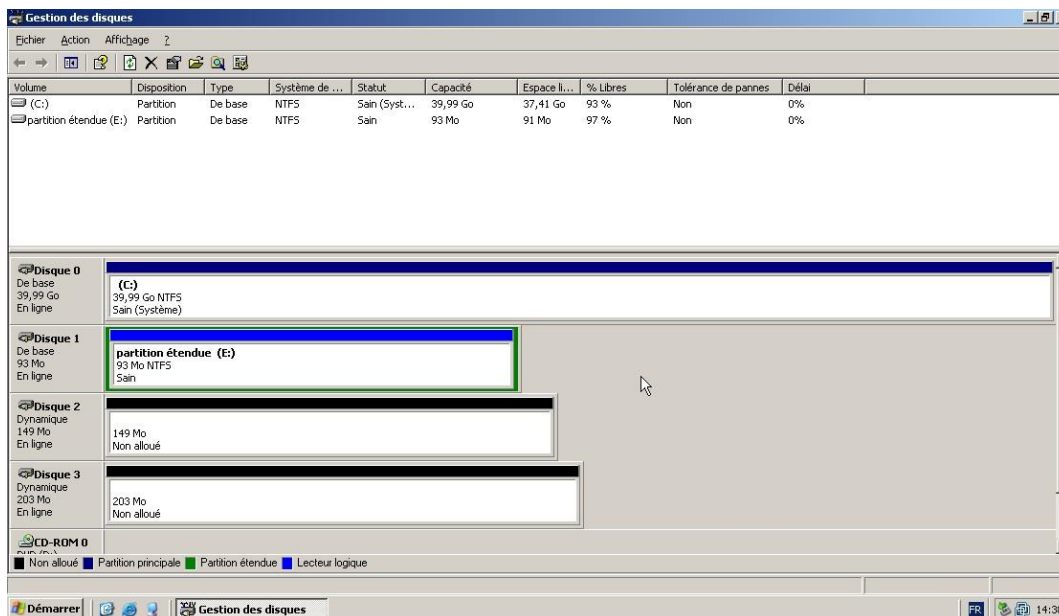 Gestion des disques
Fichier Action Affichage ?
Volume Disposition Type Système de ... Statut Capacité Espace li... % Libres Tolérance de pannes Délai
(C:) Partition De base NTFS Sain (Syst... 39,99 Go 37,41 Go 93 % Non 0%
partition étendue (E:) Partition De base NTFS Sain 93 Mo 91 Mo 97 % Non 0%
Disque 0
De base
39,99 Go
En ligne
(C:)
39,99 Go NTFS
Sain (Système)
Disque 1
De base
93 Mo
En ligne
partition étendue (E:)
93 Mo NTFS
Sain
Disque 2
Dynamique
149 Mo
En ligne
149 Mo
Non alloué
Disque 3
Dynamique
203 Mo
En ligne
203 Mo
Non alloué
CD-ROM 0
Non alloué Partition principale Partition étendue Lecteur logique
Démarrer Gestion des disques FR